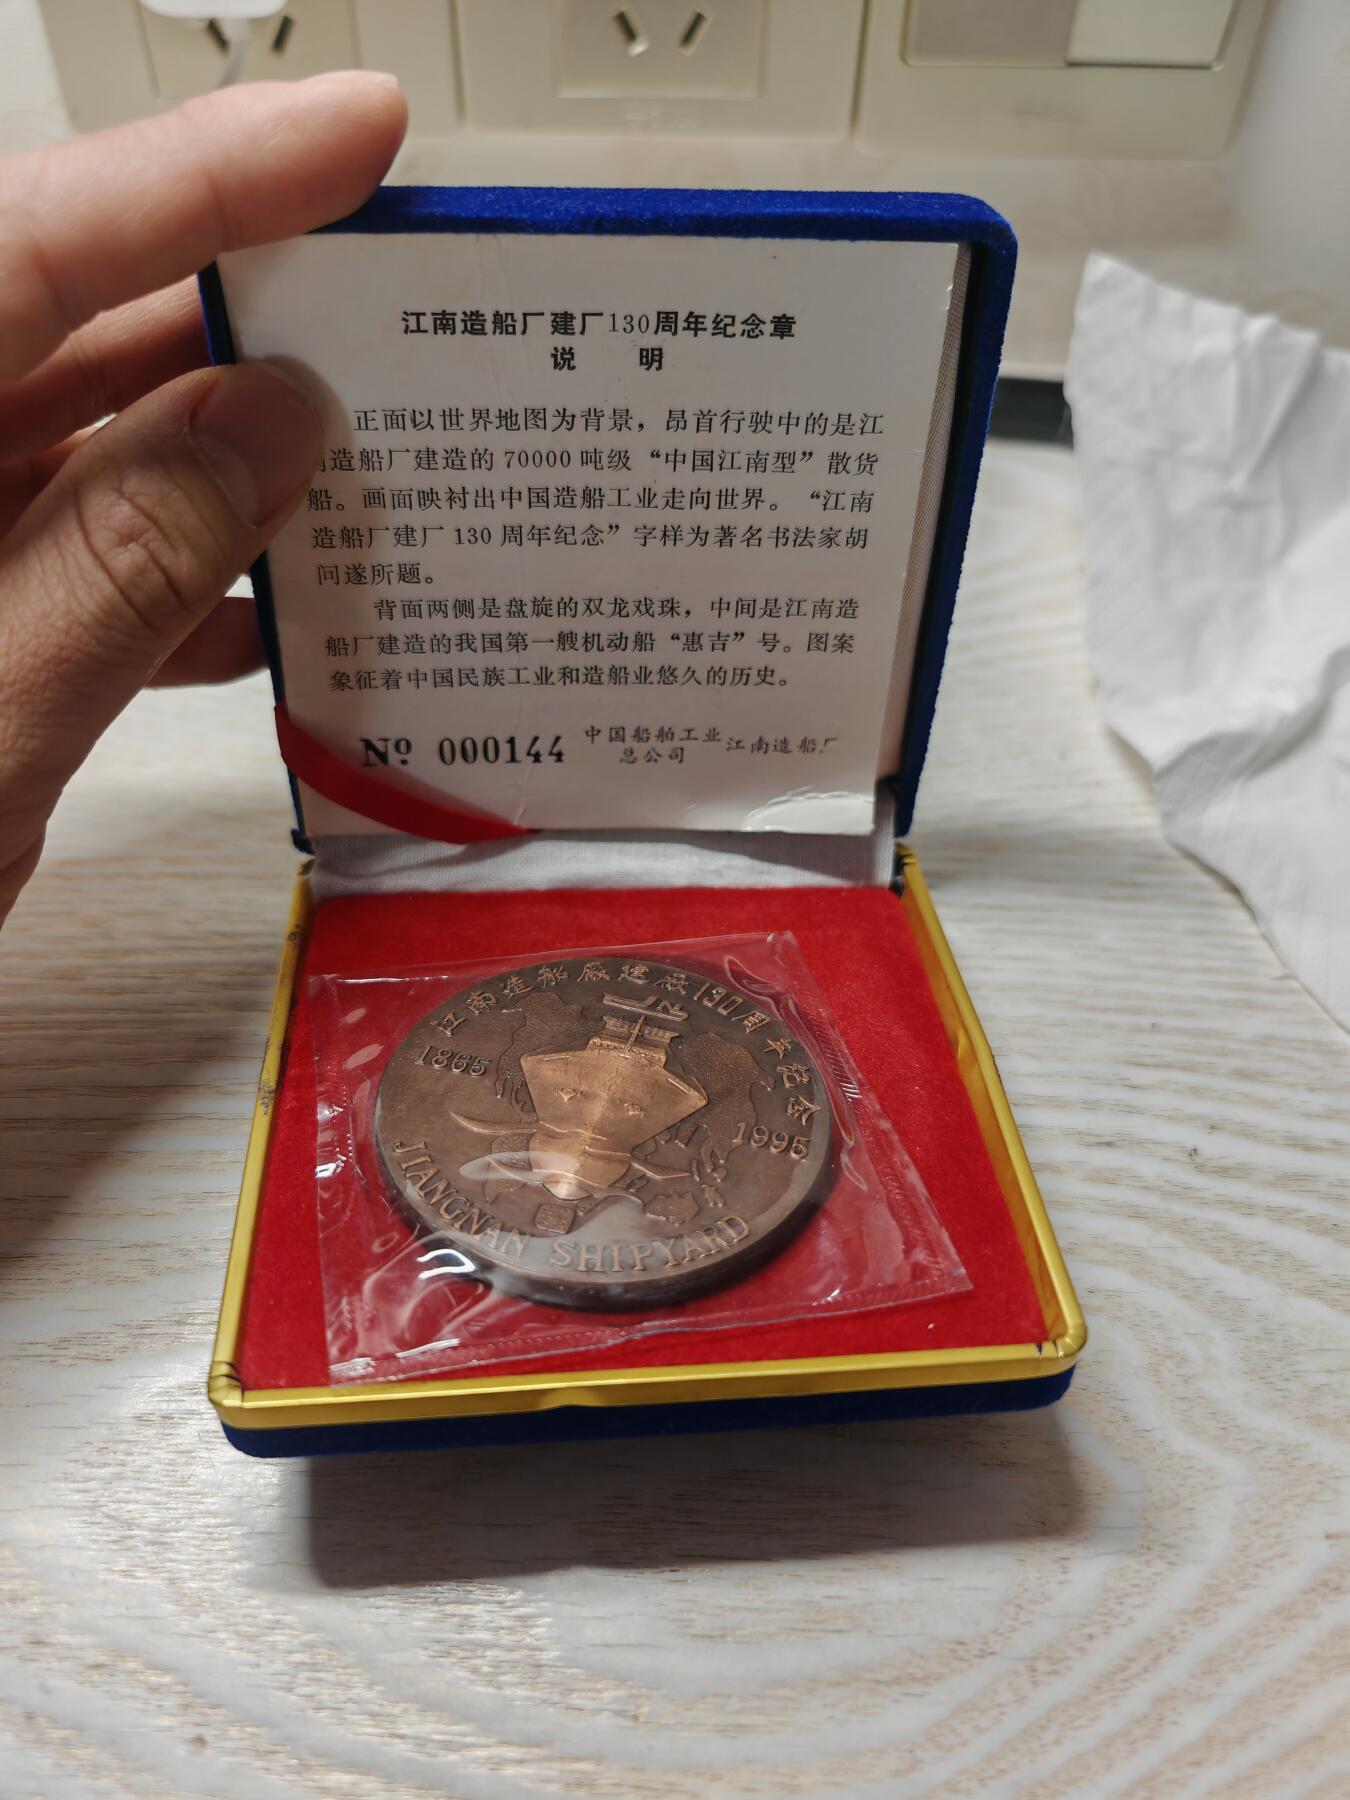 江南造船厂建厂130周年纪念章
说 明
正面以世界地图为背景，昂首行驶中的是江
造船厂建造的70000吨级“中国江南型”散货
船。画面映衬出中国造船工业走向世界。“江南
造船厂建厂130周年纪念”字样为著名书法家胡
问遂所题。
背面两侧是盘旋的双龙戏珠，中间是江南造
船厂建造的我国第一艘机动船“惠吉”号。图案
象征着中国民族工业和造船业悠久的历史。
№ 000144 中国船舶工业总公司 江南造船厂
江南造船厰建厰130周年纪念
1865
1995
JIANGNAN SHIPYARD